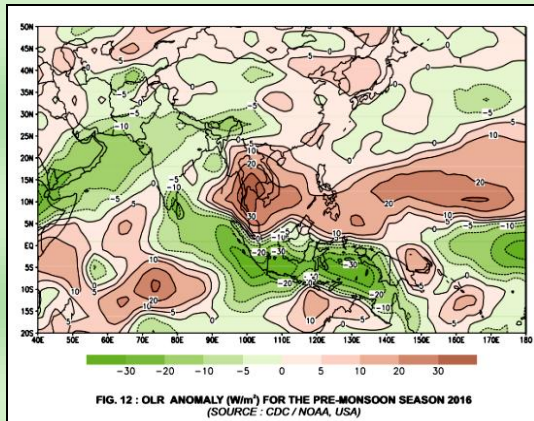 50N
45N
40N
35N
30N
25N
20N
15N
10N
5N
EQ
5S
10S
15S
20S
40E 50E 60E 70E 80E 90E 100E 110E 120E 130E 140E 150E 160E 170E 180
-30 -20 -10 -5 0 5 10 20 30
FIG. 12 : OLR ANOMALY (W/m²) FOR THE PRE-MONSOON SEASON 2016
(SOURCE : CDC / NOAA, USA)